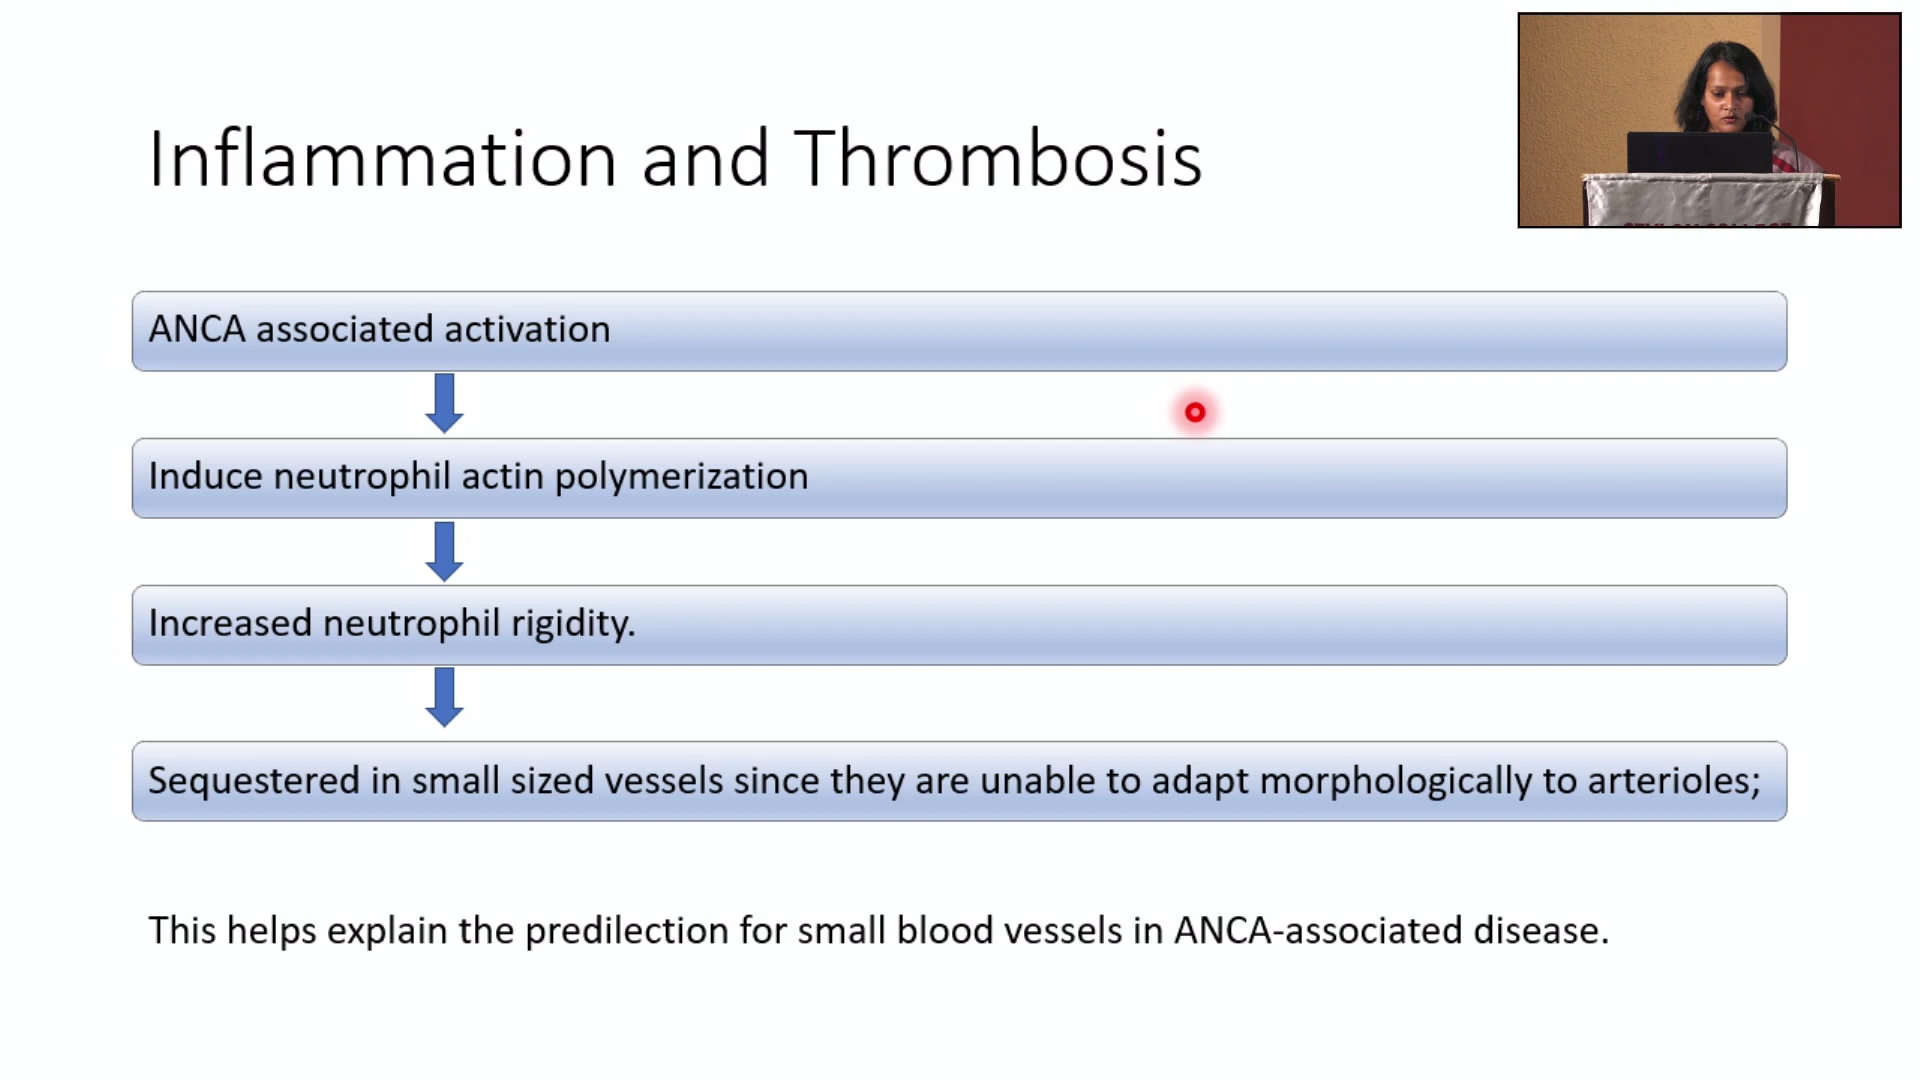 Inflammation and Thrombosis
ANCA associated activation
Induce neutrophil actin polymerization
Increased neutrophil rigidity.
Sequestered in small sized vessels since they are unable to adapt morphologically to arterioles;
This helps explain the predilection for small blood vessels in ANCA-associated disease.